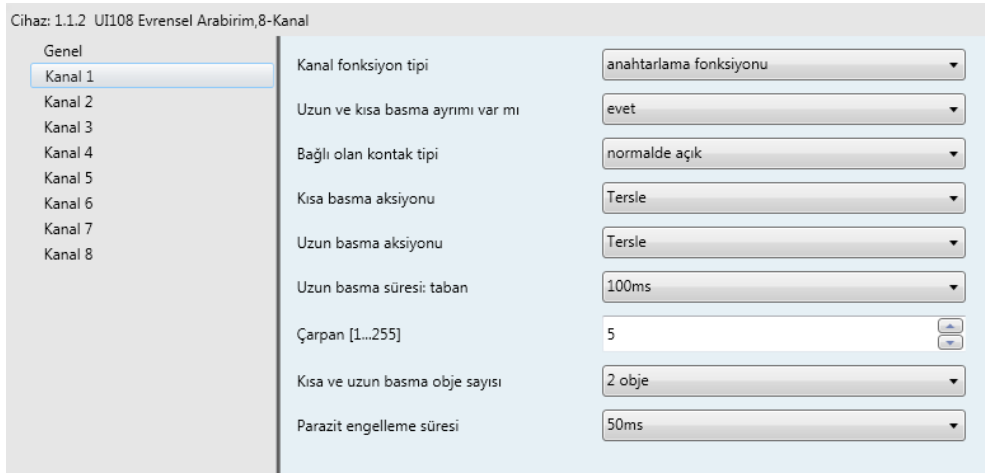 Cihaz: 1.1.2 UI108 Evrensel Arabirim,8-Kanal
Genel
Kanal 1
Kanal 2
Kanal 3
Kanal 4
Kanal 5
Kanal 6
Kanal 7
Kanal 8
Kanal fonksiyon tipi anahtarlama fonksiyonu
Uzun ve kısa basma ayrımı var mı evet
Bağlı olan kontak tipi normalde açık
Kısa basma aksiyonu Tersle
Uzun basma aksiyonu Tersle
Uzun basma süresi: taban 100ms
Çarpan [1...255] 5
Kısa ve uzun basma obje sayısı 2 obje
Parazit engelleme süresi 50ms